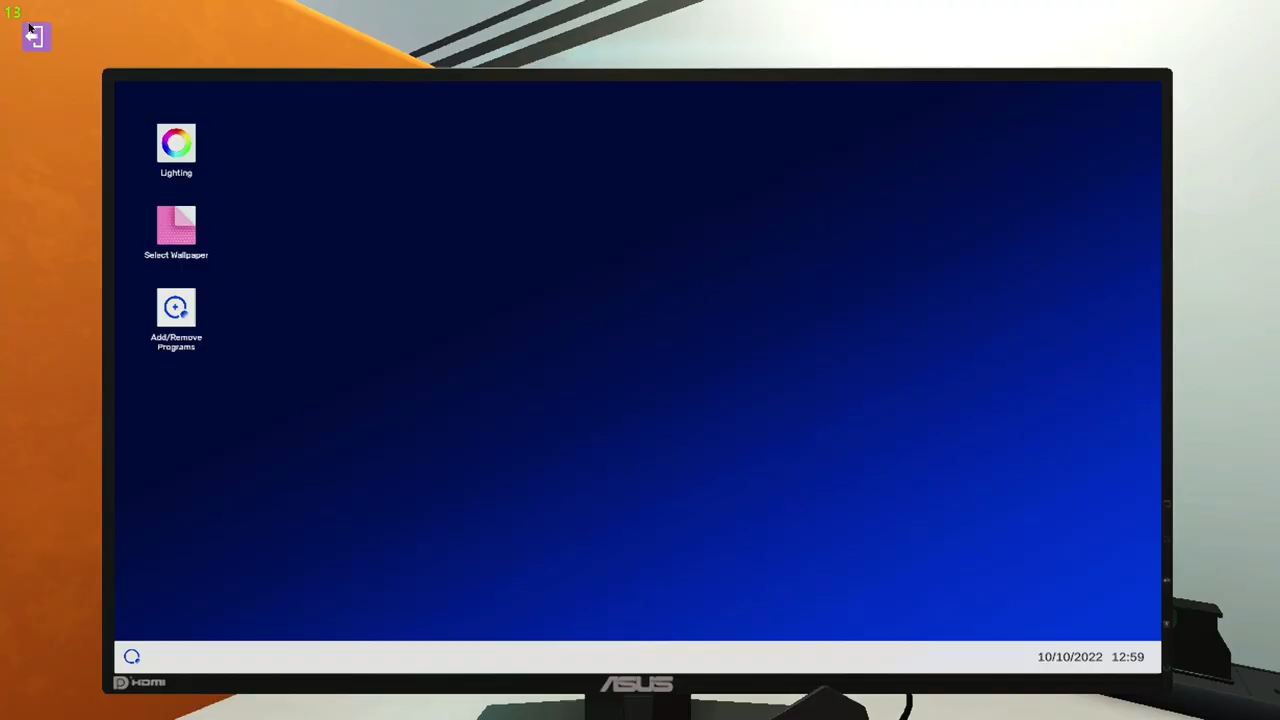 13
Lighting
Select Wallpaper
Add/Remove
Programs
10/10/2022 12:59
HDMI
ASUS